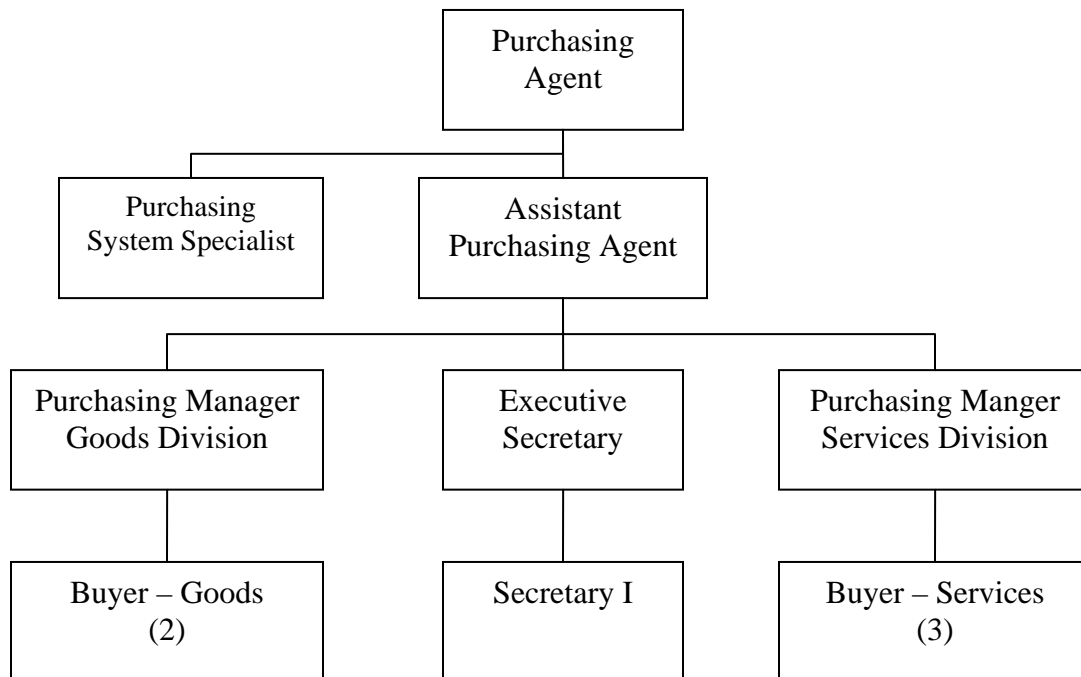 Purchasing
Agent
Purchasing
System Specialist
Assistant
Purchasing Agent
Purchasing Manager
Goods Division
Executive
Secretary
Purchasing Manger
Services Division
Buyer – Goods
(2)
Secretary I
Buyer – Services
(3)